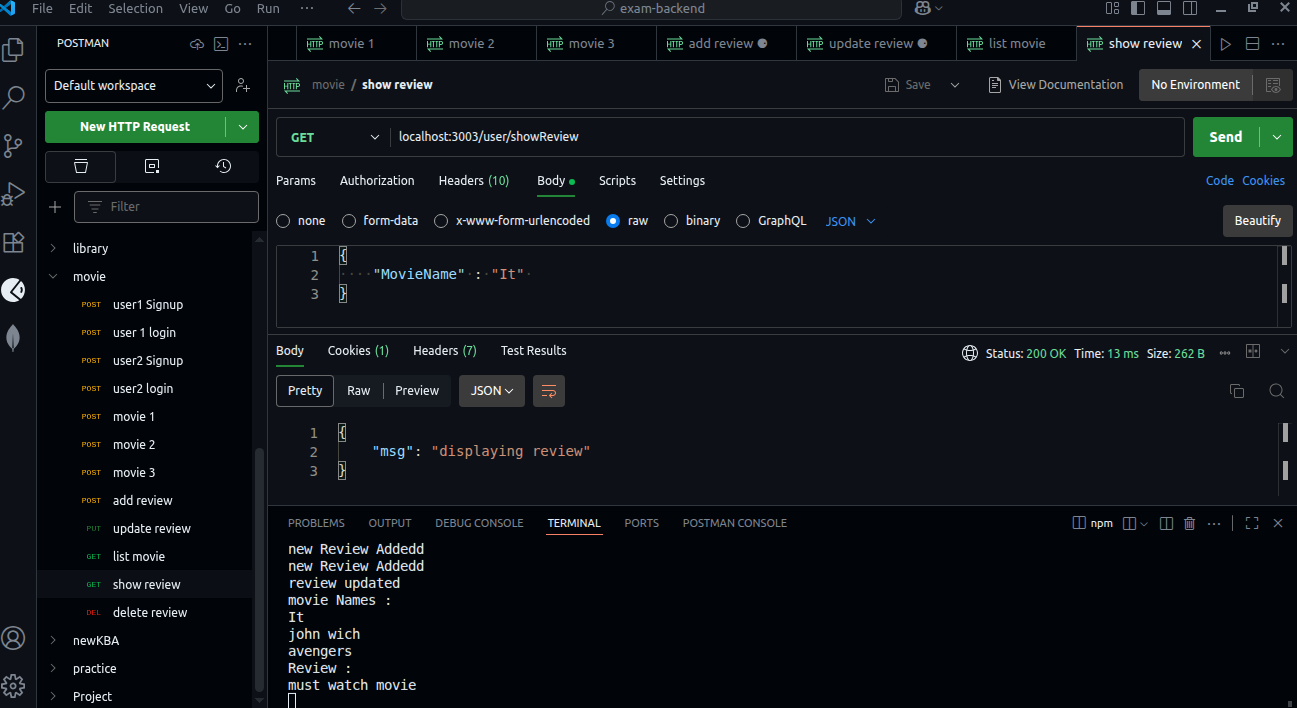 File Edit Selection View Go Run ··· exam-backend
POSTMAN
Default workspace
New HTTP Request
Filter
library
movie
POST user1 Signup
POST user 1 login
POST user2 Signup
POST user2 login
POST movie 1
POST movie 2
POST movie 3
POST add review
PUT update review
GET list movie
GET show review
DEL delete review
newKBA
practice
Project
HTTP movie 1 HTTP movie 2 HTTP movie 3 HTTP add review HTTP update review HTTP list movie HTTP show review
HTTP movie / show review Save View Documentation No Environment
GET localhost:3003/user/showReview Send
Params Authorization Headers (10) Body Scripts Settings Code Cookies
none form-data x-www-form-urlencoded raw binary GraphQL JSON Beautify
1 {
2 "MovieName" : "It"
3 }
Body Cookies (1) Headers (7) Test Results Status: 200 OK Time: 13 ms Size: 262 B
Pretty Raw Preview JSON
1 {
2 "msg": "displaying review"
3 }
PROBLEMS OUTPUT DEBUG CONSOLE TERMINAL PORTS POSTMAN CONSOLE npm
new Review Addedd
new Review Addedd
review updated
movie Names :
It
john wich
avengers
Review :
must watch movie